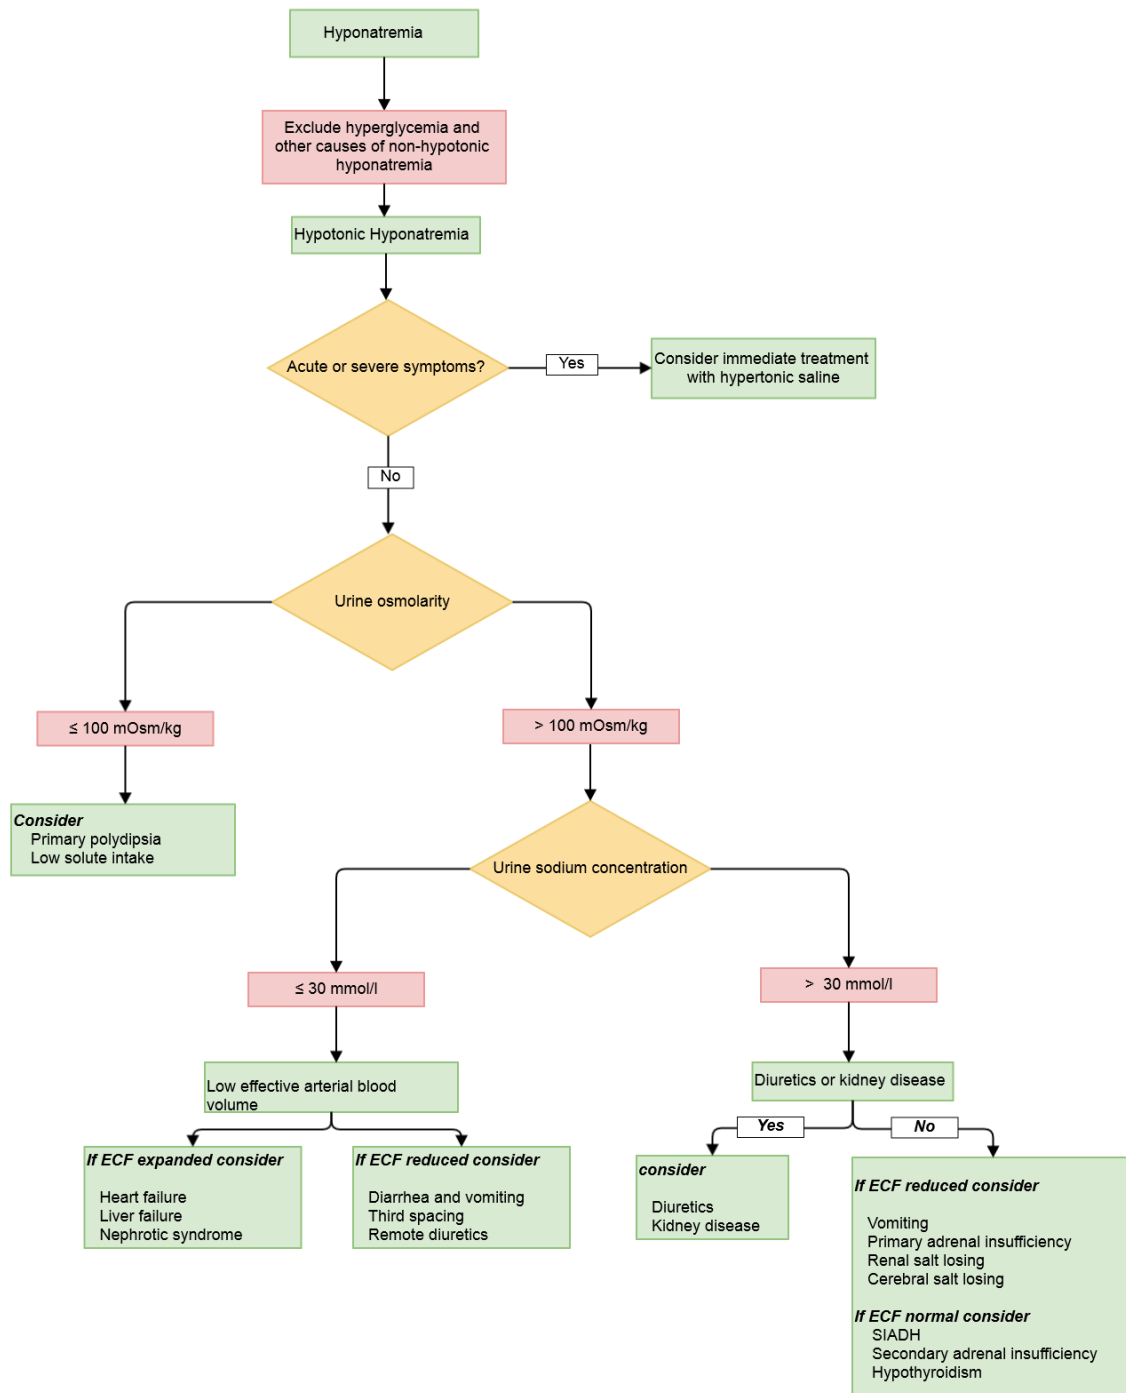 Hyponatremia
Exclude hyperglycemia and
other causes of non-hypotonic
hyponatremia
Hypotonic Hyponatremia
Acute or severe symptoms?
Yes
Consider immediate treatment
with hypertonic saline
No
Urine osmolarity
≤ 100 mOsm/kg
> 100 mOsm/kg
Consider
Primary polydipsia
Low solute intake
Urine sodium concentration
≤ 30 mmol/l
> 30 mmol/l
Low effective arterial blood
volume
Diuretics or kidney disease
Yes
No
If ECF expanded consider
Heart failure
Liver failure
Nephrotic syndrome
If ECF reduced consider
Diarrhea and vomiting
Third spacing
Remote diuretics
consider
Diuretics
Kidney disease
If ECF reduced consider
Vomiting
Primary adrenal insufficiency
Renal salt losing
Cerebral salt losing
If ECF normal consider
SIADH
Secondary adrenal insufficiency
Hypothyroidism